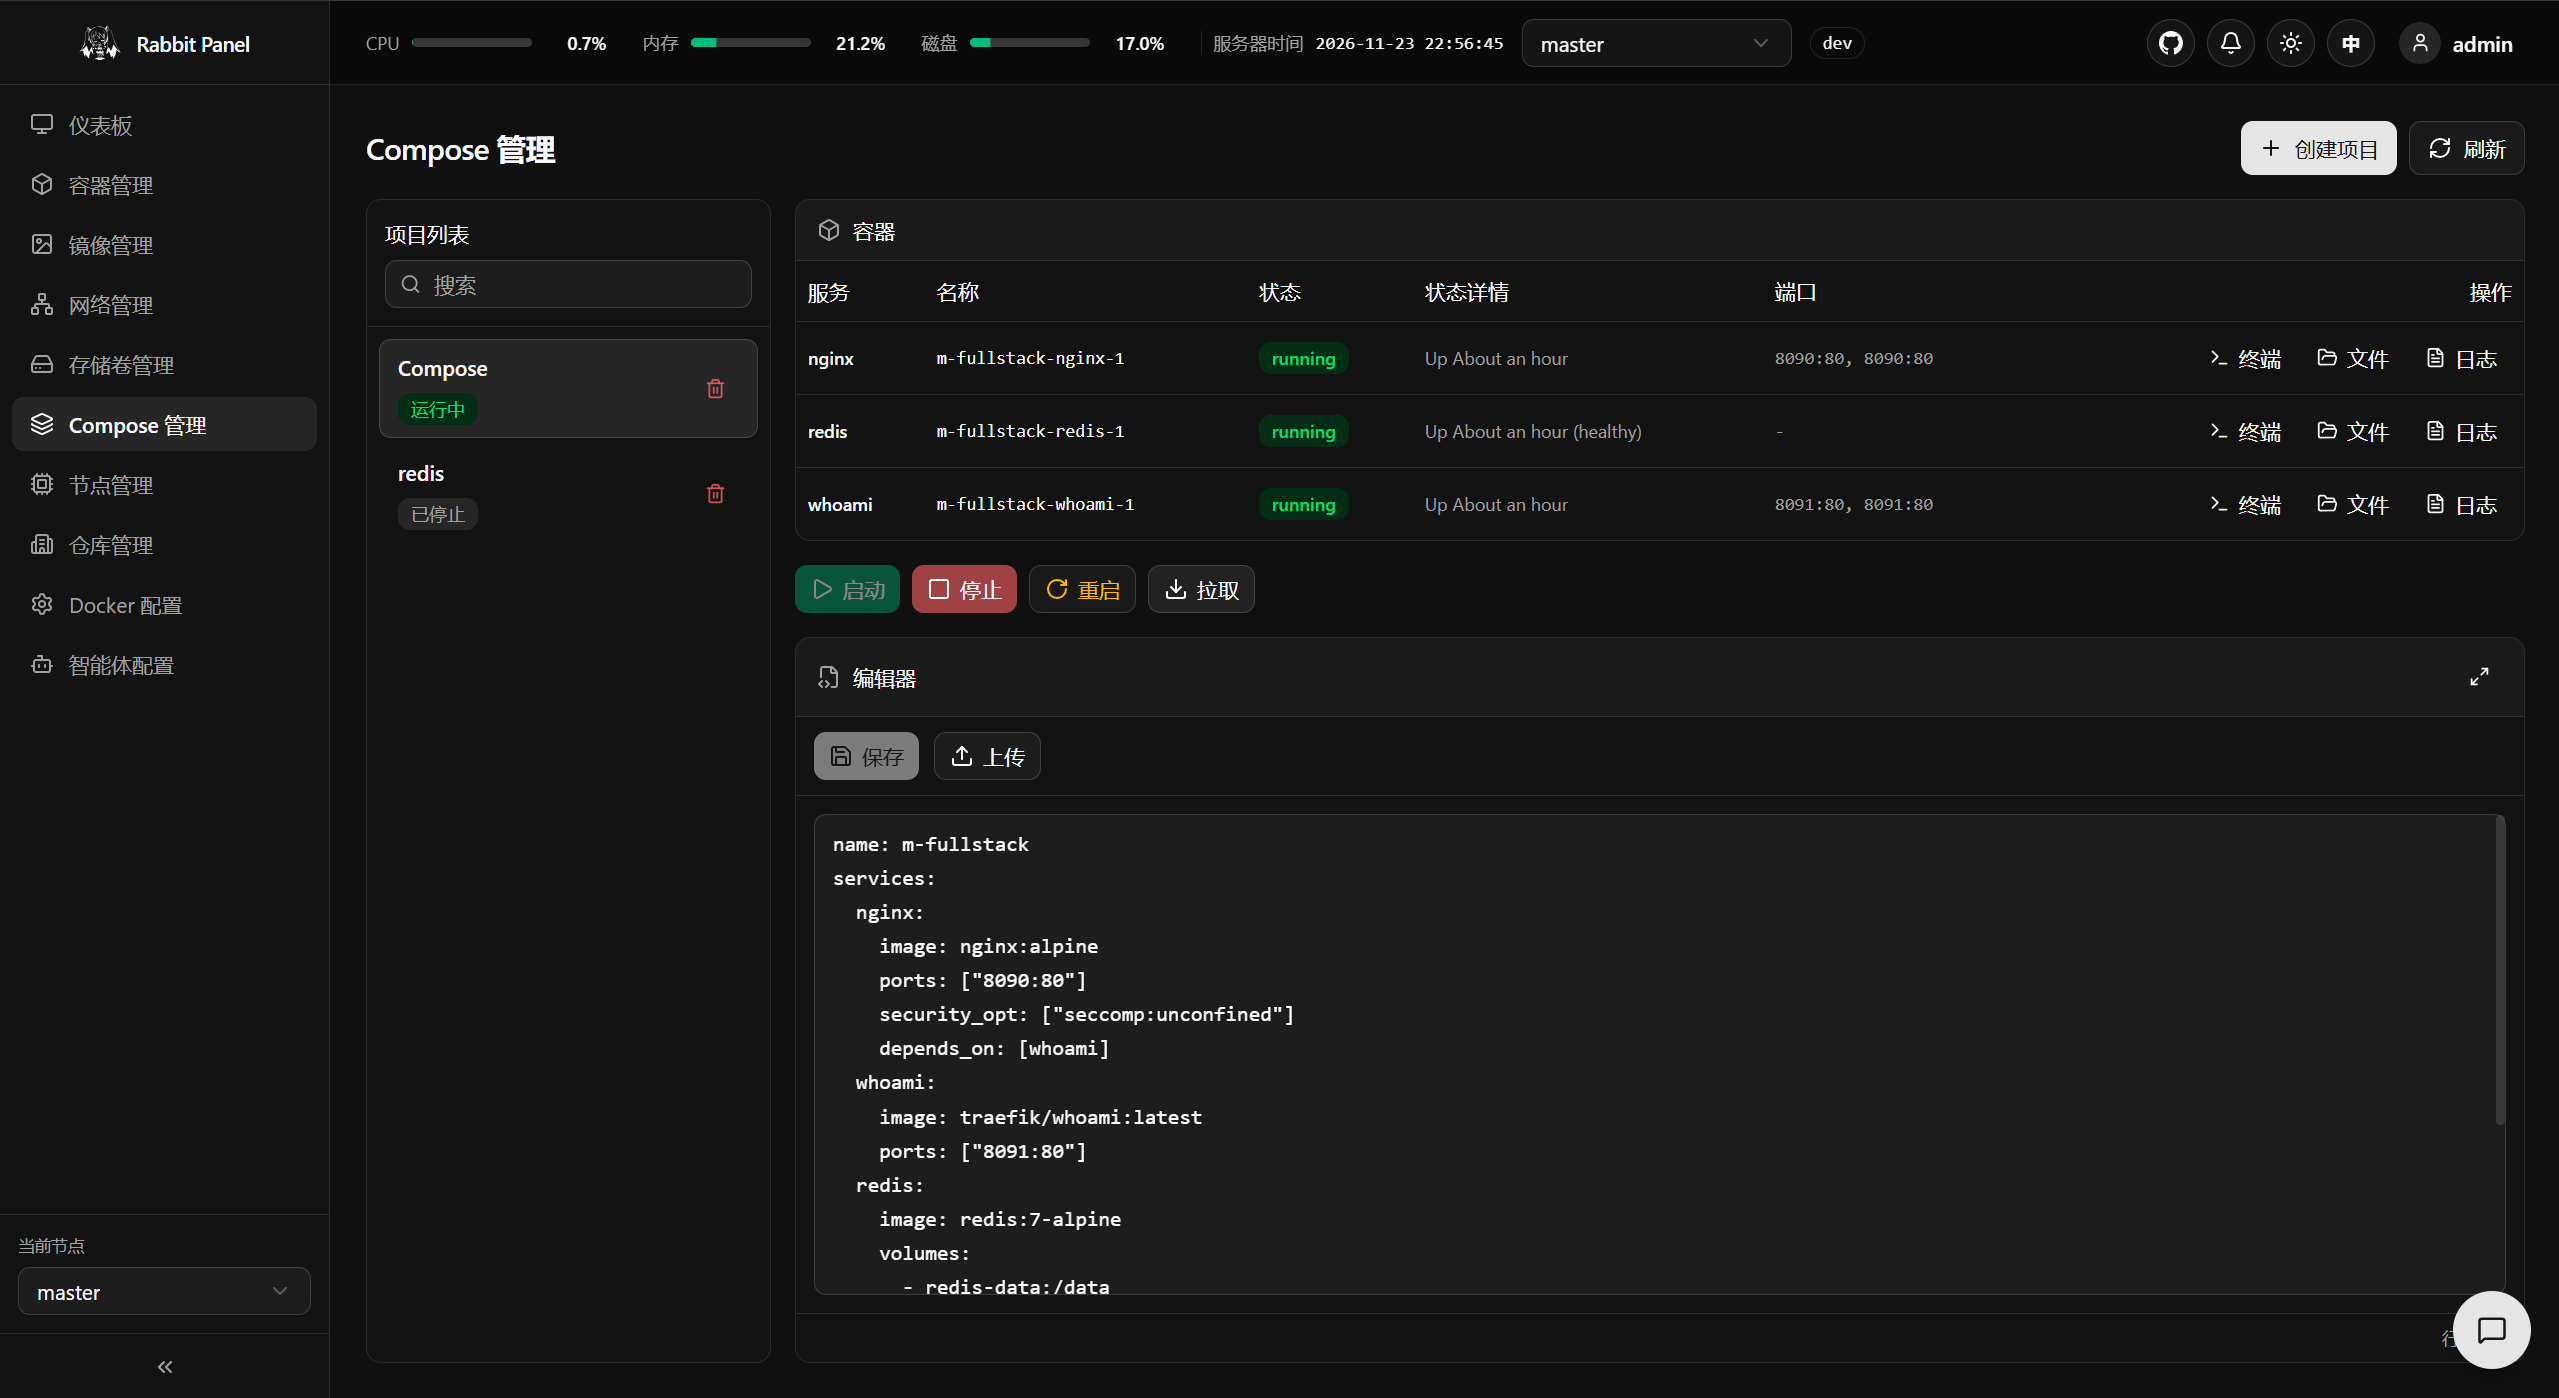 Rabbit Panel
CPU 0.7% 内存 21.2% 磁盘 17.0% 服务器时间 2026-11-23 22:56:45 master dev 中 admin
仪表板
容器管理
镜像管理
网络管理
存储卷管理
Compose 管理
节点管理
仓库管理
Docker 配置
智能体配置
当前节点
master
Compose 管理
创建项目 刷新
项目列表
搜索
Compose
运行中
redis
已停止
容器
服务 名称 状态 状态详情 端口 操作
nginx m-fullstack-nginx-1 running Up About an hour 8090:80, 8090:80 终端 文件 日志
redis m-fullstack-redis-1 running Up About an hour (healthy) - 终端 文件 日志
whoami m-fullstack-whoami-1 running Up About an hour 8091:80, 8091:80 终端 文件 日志
启动 停止 重启 拉取
编辑器
保存 上传
name: m-fullstack
services:
  nginx:
    image: nginx:alpine
    ports: ["8090:80"]
    security_opt: ["seccomp:unconfined"]
    depends_on: [whoami]
  whoami:
    image: traefik/whoami:latest
    ports: ["8091:80"]
  redis:
    image: redis:7-alpine
    volumes:
      - redis-data:/data
行